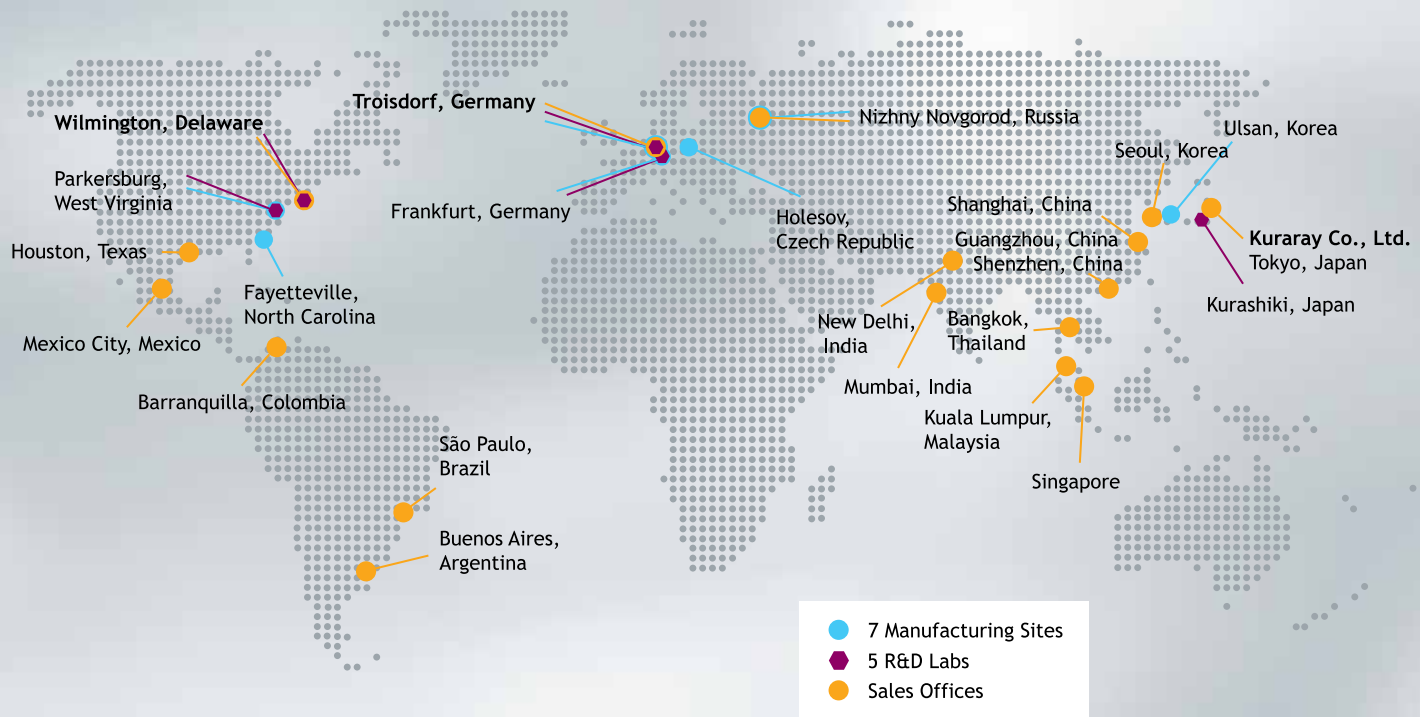 Troisdorf, Germany
Wilmington, Delaware
Nizhny Novgorod, Russia
Ulsan, Korea
Seoul, Korea
Parkersburg,
West Virginia
Frankfurt, Germany
Holesov,
Czech Republic
Shanghai, China
Guangzhou, China
Shenzhen, China
Kuraray Co., Ltd.
Tokyo, Japan
Kurashiki, Japan
Houston, Texas
Fayetteville,
North Carolina
Mexico City, Mexico
New Delhi,
India
Bangkok,
Thailand
Mumbai, India
Barranquilla, Colombia
Kuala Lumpur,
Malaysia
São Paulo,
Brazil
Singapore
Buenos Aires,
Argentina
7 Manufacturing Sites
5 R&D Labs
Sales Offices